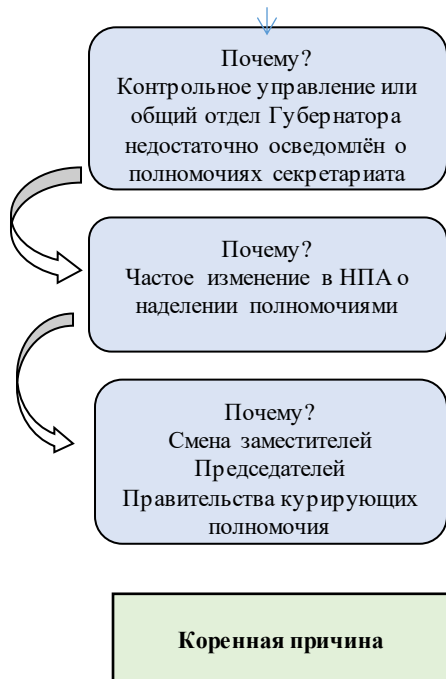 Почему?
Контрольное управление или
общий отдел Губернатора
недостаточно осведомлён о
полномочиях секретариата
Почему?
Частое изменение в НПА о
наделении полномочиями
Почему?
Смена заместителей
Председателей
Правительства курирующих
полномочия
Коренная причина